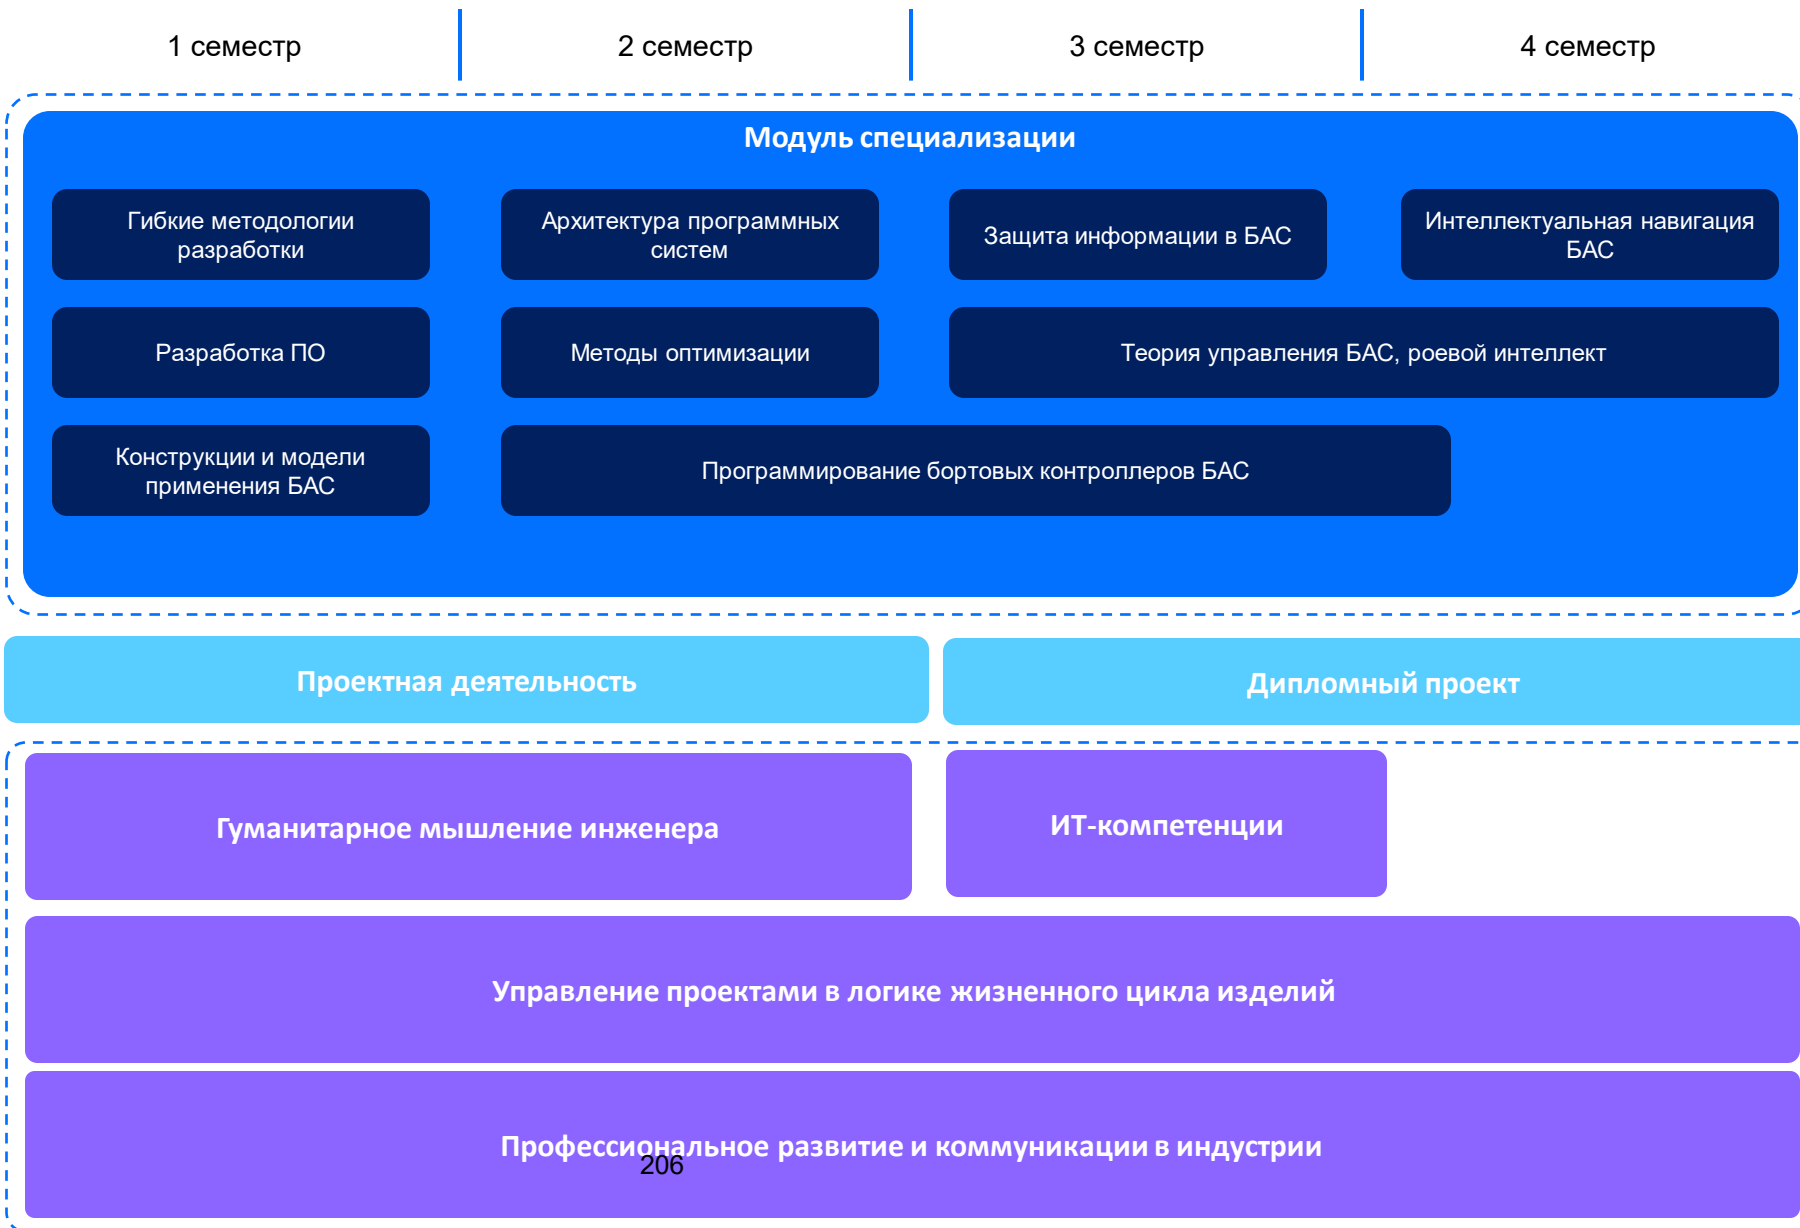 1 семестр
2 семестр
3 семестр
4 семестр
Модуль специализации
Гибкие методологии
разработки
Архитектура программных
систем
Защита информации в БАС
Интеллектуальная навигация
БАС
Разработка ПО
Методы оптимизации
Теория управления БАС, роевой интеллект
Конструкции и модели
применения БАС
Программирование бортовых контроллеров БАС
Проектная деятельность
Дипломный проект
Гуманитарное мышление инженера
ИТ-компетенции
Управление проектами в логике жизненного цикла изделий
Профессиональное развитие и коммуникации в индустрии
206